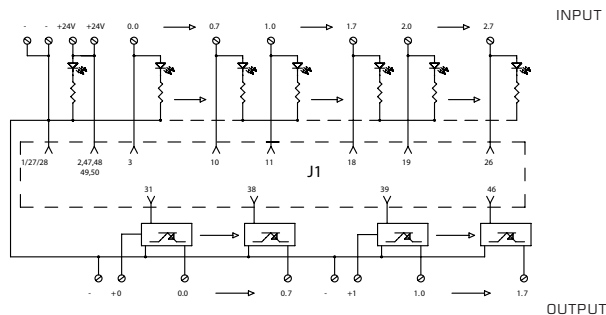 INPUT
- - +24V +24V 0.0 0.7 1.0 1.7 2.0 2.7
1/27/28 2,47,48 3 10 11 18 19 26
49,50
J1
31 38 39 46
- +0 0.0 0.7 - +1 1.0 1.7
OUTPUT